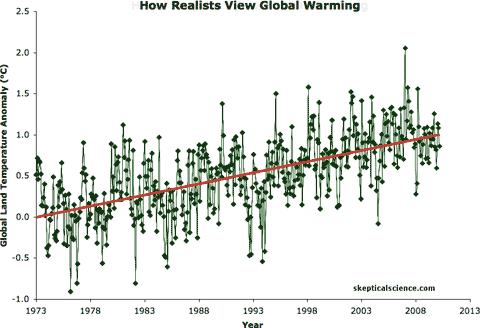 How Realists View Global Warming
Global Land Temperature Anomaly (°C)
2.5
2.0
1.5
1.0
0.5
0.0
-0.5
-1.0
1973 1978 1983 1988 1993 1998 2003 2008 2013
skepticalscience.com
Year